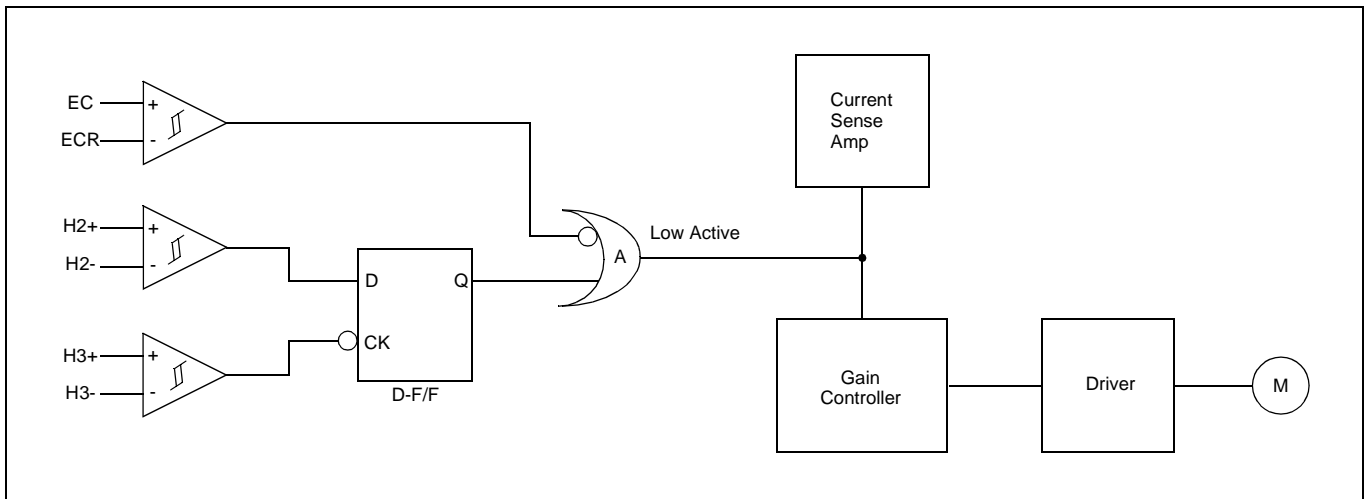 EC
+
ECR
-
H2+
+
H2-
-
H3+
+
H3-
-
D
Q
CK
D-F/F
A
Low Active
Current
Sense
Amp
Gain
Controller
Driver
M